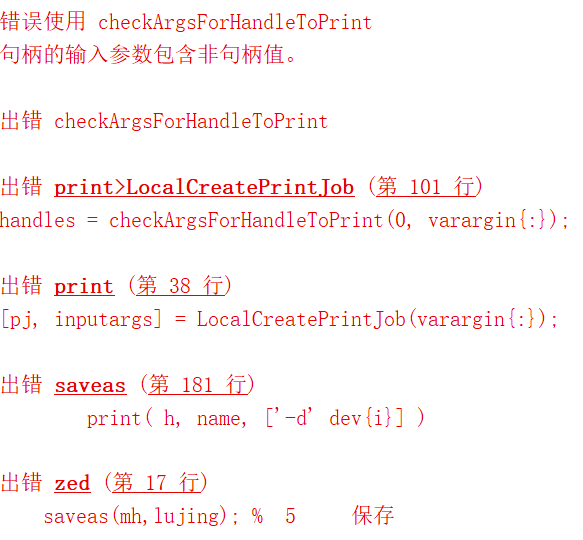 错误使用 checkArgsForHandleToPrint
句柄的输入参数包含非句柄值。
出错 checkArgsForHandleToPrint
出错 print>LocalCreatePrintJob (第 101 行)
handles = checkArgsForHandleToPrint(0, varargin{:});
出错 print (第 38 行)
[pj, inputargs] = LocalCreatePrintJob(varargin{:});
出错 saveas (第 181 行)
print( h, name, ['-d' dev{i}] )
出错 zed (第 17 行)
saveas(mh,lujing); % 5 保存